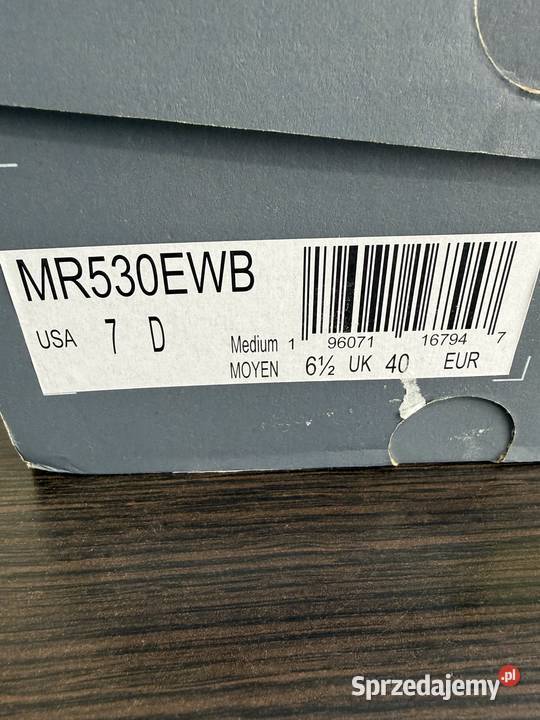 MR530EWB
USA 7 D
Medium 1 96071 16794 7
MOYEN 6½ UK 40 EUR
Sprzedajemy.pl